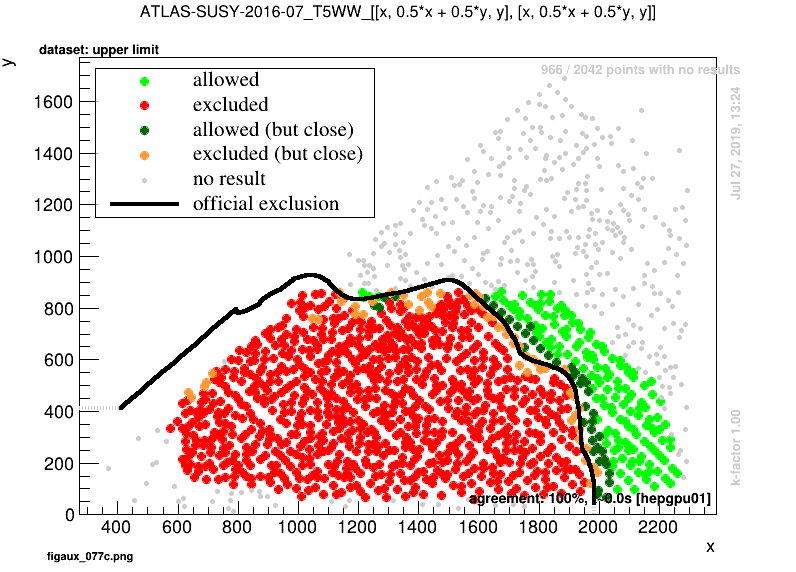 ATLAS-SUSY-2016-07_T5WW_[[x, 0.5*x + 0.5*y, y], [x, 0.5*x + 0.5*y, y]]
dataset: upper limit
y
966 / 2042 points with no results
allowed
excluded
allowed (but close)
excluded (but close)
no result
official exclusion
Jul 27, 2019, 13:24
k-factor 1.00
1600
1400
1200
1000
800
600
400
200
0
agreement: 100%, 0.0s [hepgpu01]
400 600 800 1000 1200 1400 1600 1800 2000 2200
x
figaux_077c.png